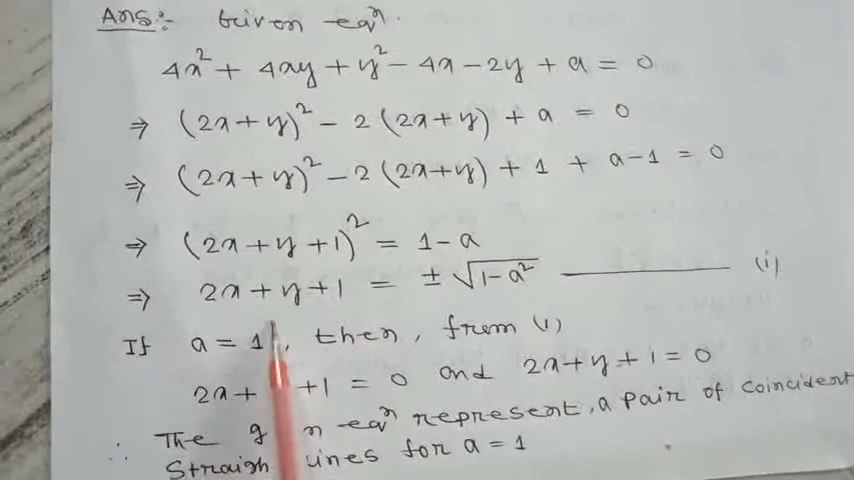 Ans:- Given eqⁿ.
4x² + 4xy + y² - 4x - 2y + a = 0
⇒ (2x + y)² - 2 (2x + y) + a = 0
⇒ (2x + y)² - 2 (2x + y) + 1 + a - 1 = 0
⇒ (2x + y + 1)² = 1 - a
⇒ 2x + y + 1 = ± √(1 - a²) ——— (i)
If a = 1, then, from (i)
2x + + 1 = 0 and 2x + y + 1 = 0
∴ The eqⁿ represent, a pair of coincident
lines for a = 1